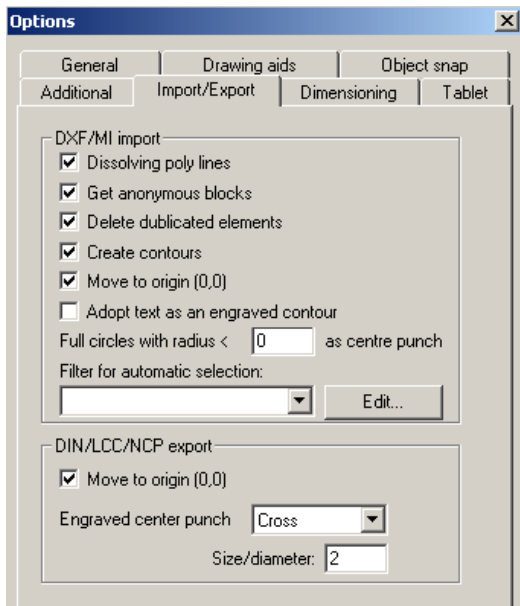 Options
General Drawing aids Object snap
Additional Import/Export Dimensioning Tablet
DXF/MI import
Dissolving poly lines
Get anonymous blocks
Delete dublicated elements
Create contours
Move to origin (0,0)
Adopt text as an engraved contour
Full circles with radius < 0 as centre punch
Filter for automatic selection:
Edit...
DIN/LCC/NCP export
Move to origin (0,0)
Engraved center punch Cross
Size/diameter: 2